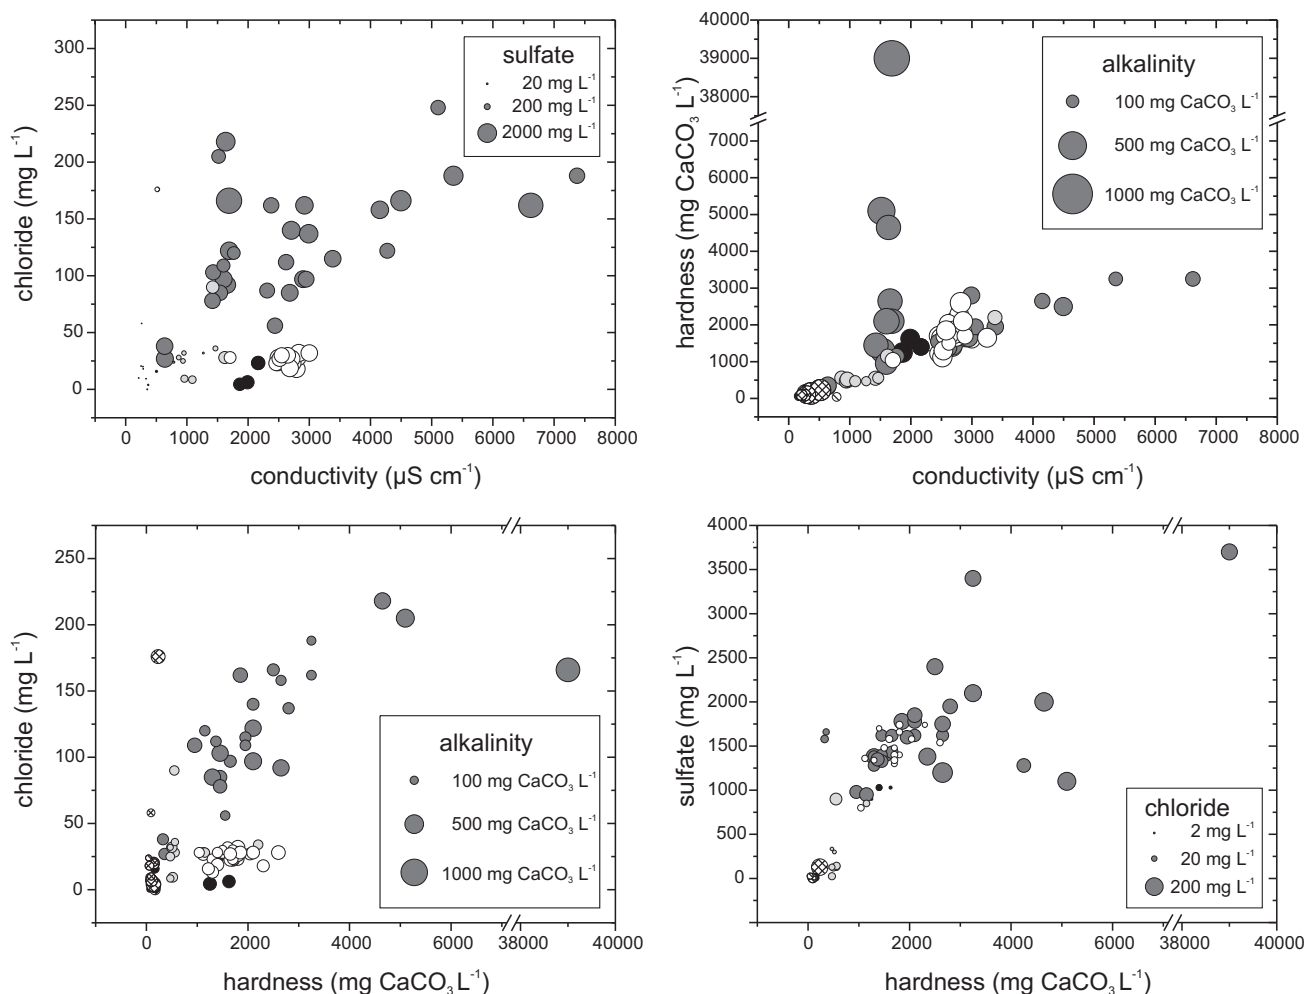 300
250
200
150
100
50
0
chloride (mg L⁻¹)
sulfate
20 mg L⁻¹
200 mg L⁻¹
2000 mg L⁻¹
0 1000 2000 3000 4000 5000 6000 7000 8000
conductivity (µS cm⁻¹)
40000
39000
38000
7000
6000
5000
4000
3000
2000
1000
0
hardness (mg CaCO₃ L⁻¹)
alkalinity
100 mg CaCO₃ L⁻¹
500 mg CaCO₃ L⁻¹
1000 mg CaCO₃ L⁻¹
0 1000 2000 3000 4000 5000 6000 7000 8000
conductivity (µS cm⁻¹)
250
200
150
100
50
0
chloride (mg L⁻¹)
alkalinity
100 mg CaCO₃ L⁻¹
500 mg CaCO₃ L⁻¹
1000 mg CaCO₃ L⁻¹
0 2000 4000 6000 38000 40000
hardness (mg CaCO₃ L⁻¹)
4000
3500
3000
2500
2000
1500
1000
500
0
sulfate (mg L⁻¹)
chloride
2 mg L⁻¹
20 mg L⁻¹
200 mg L⁻¹
0 2000 4000 6000 38000 40000
hardness (mg CaCO₃ L⁻¹)